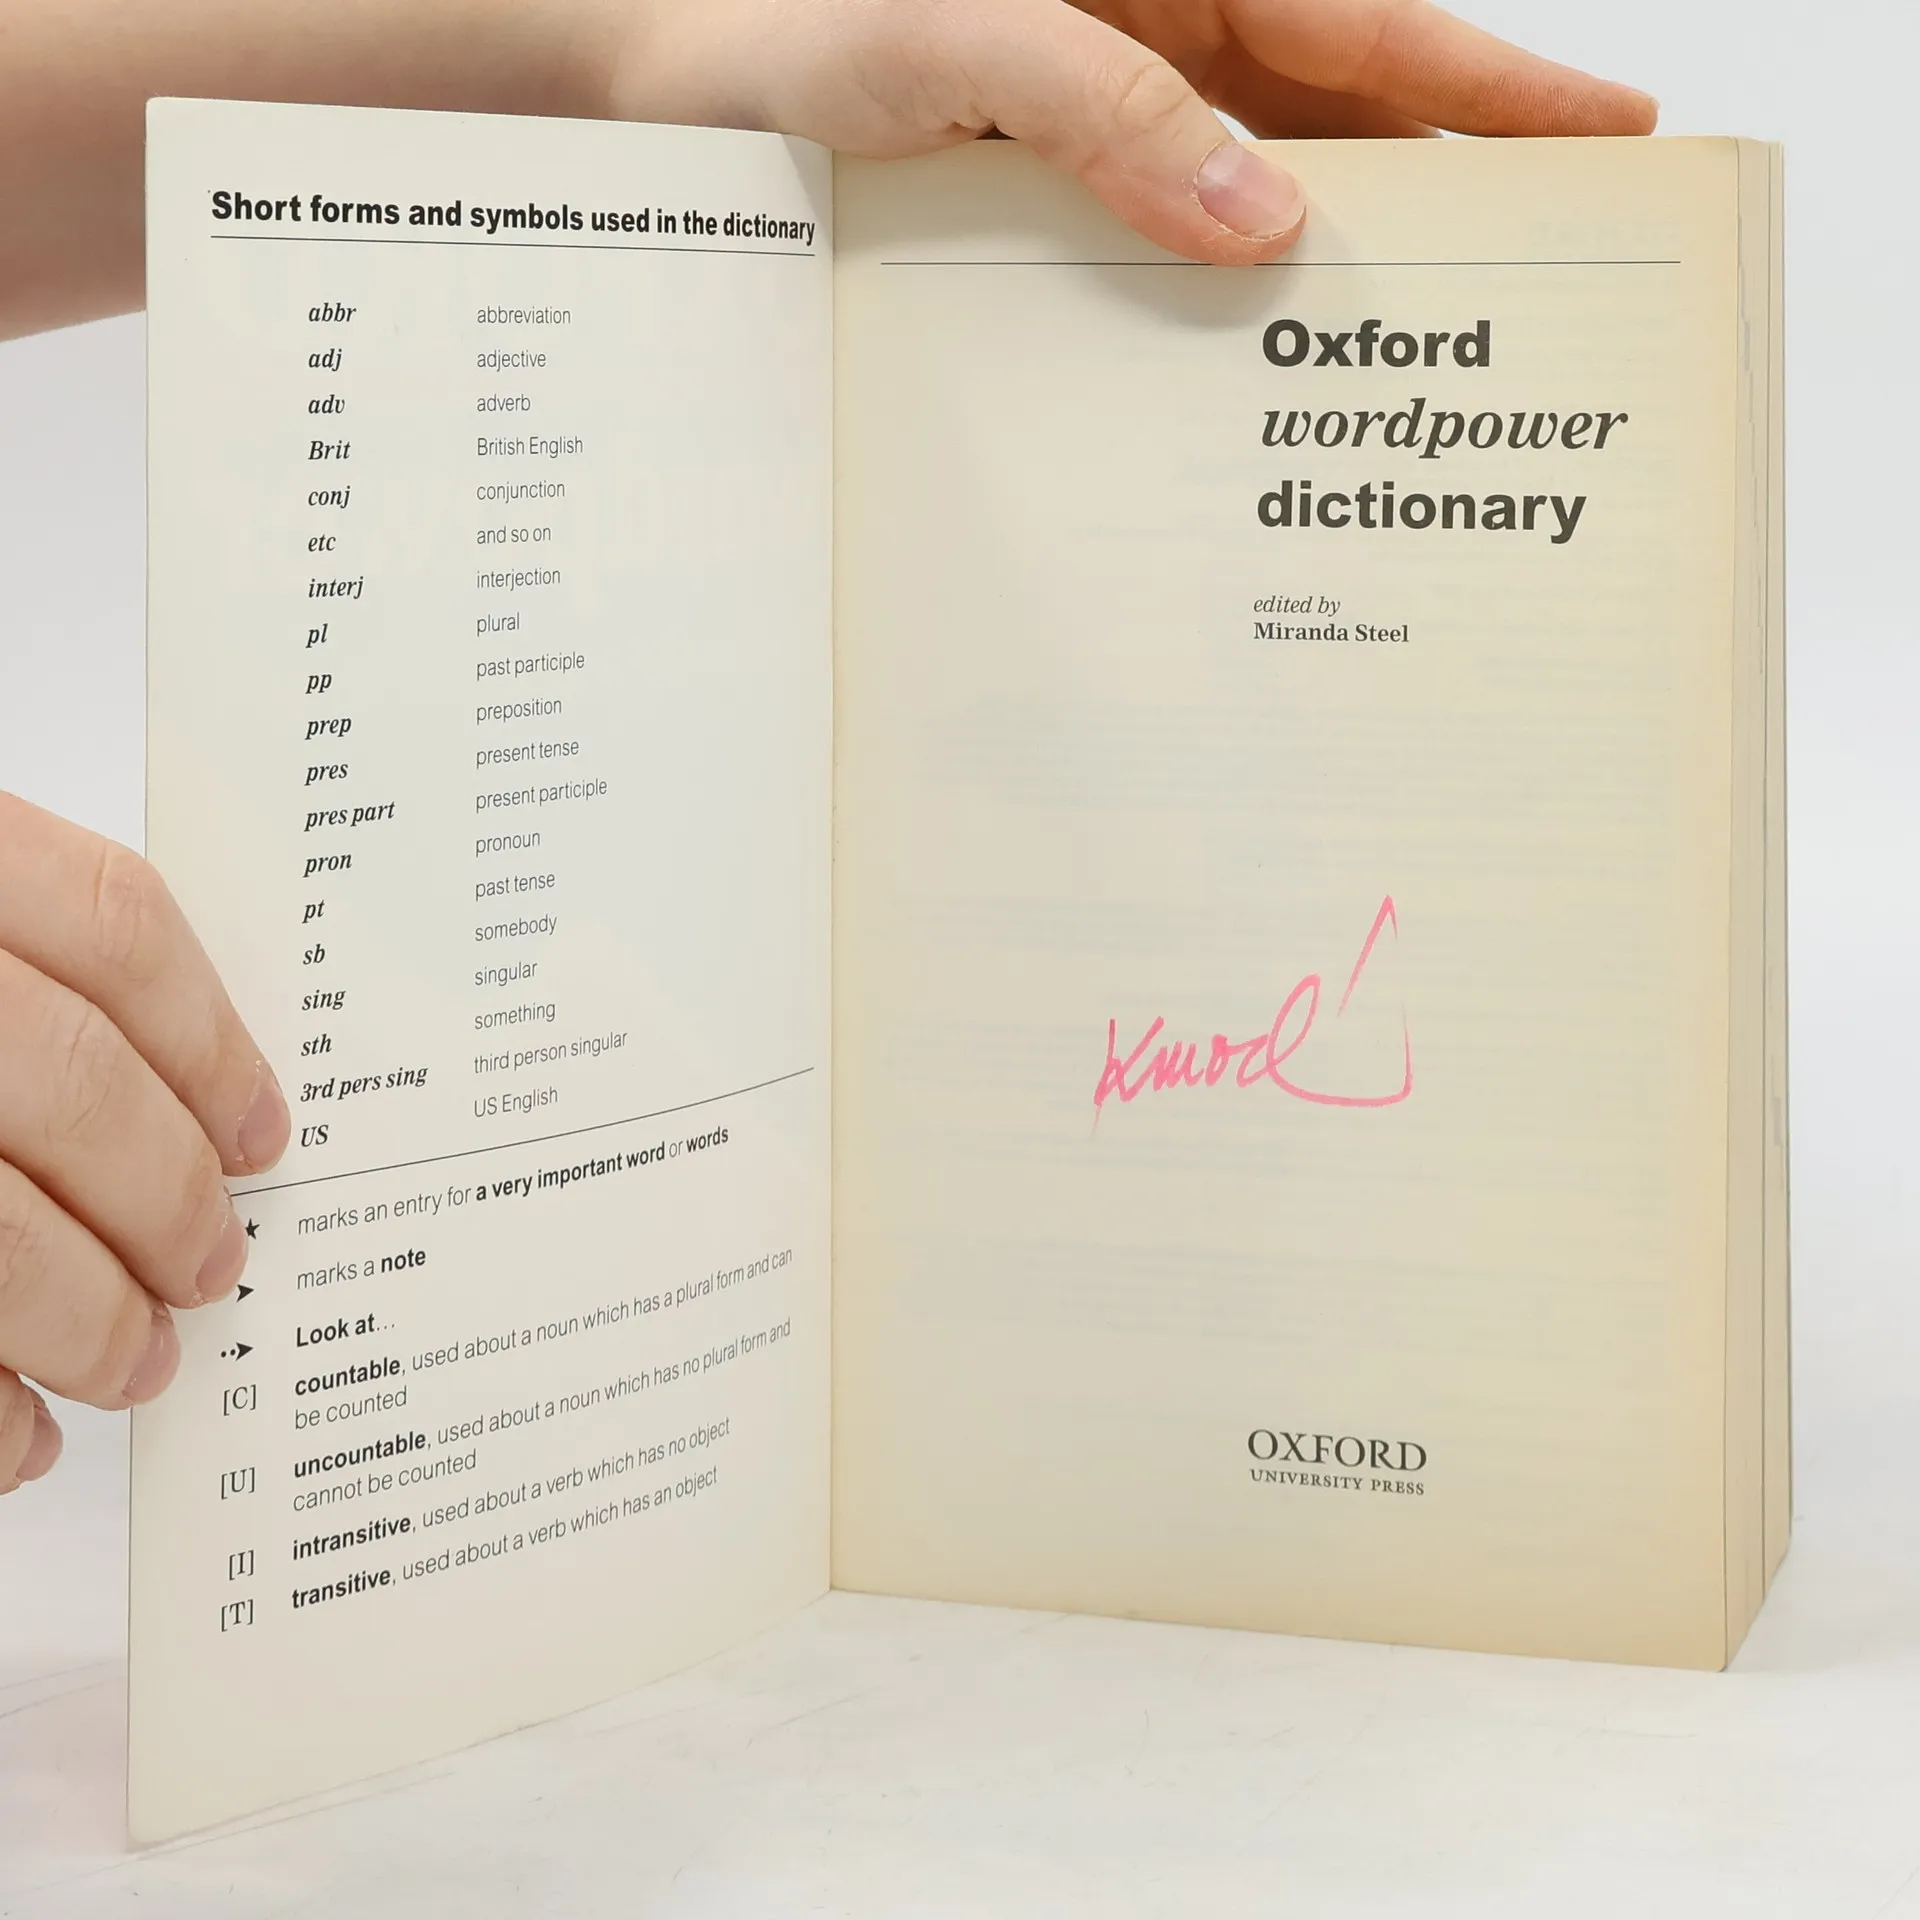 Short forms and symbols used in the dictionary
abbr abbreviation
adj adjective
adv adverb
Brit British English
conj conjunction
etc and so on
interj interjection
pl plural
pp past participle
prep preposition
pres present tense
pres part present participle
pron pronoun
pt past tense
sb somebody
sing singular
sth something
3rd pers sing third person singular
US US English
★ marks an entry for a very important word or words
➤ marks a note
··➤ Look at...
[C] countable, used about a noun which has a plural form and can
be counted
[U] uncountable, used about a noun which has no plural form and
cannot be counted
[I] intransitive, used about a verb which has no object
[T] transitive, used about a verb which has an object
Oxford
wordpower
dictionary
edited by
Miranda Steel
OXFORD
UNIVERSITY PRESS